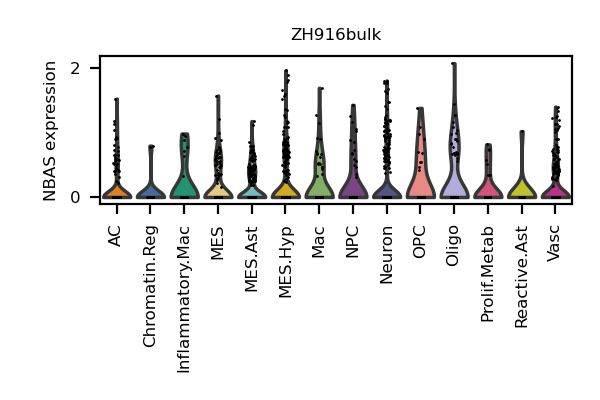 ZH916bulk
NBAS expression
2
0
AC
Chromatin.Reg
Inflammatory.Mac
MES
MES.Ast
MES.Hyp
Mac
NPC
Neuron
OPC
Oligo
Prolif.Metab
Reactive.Ast
Vasc